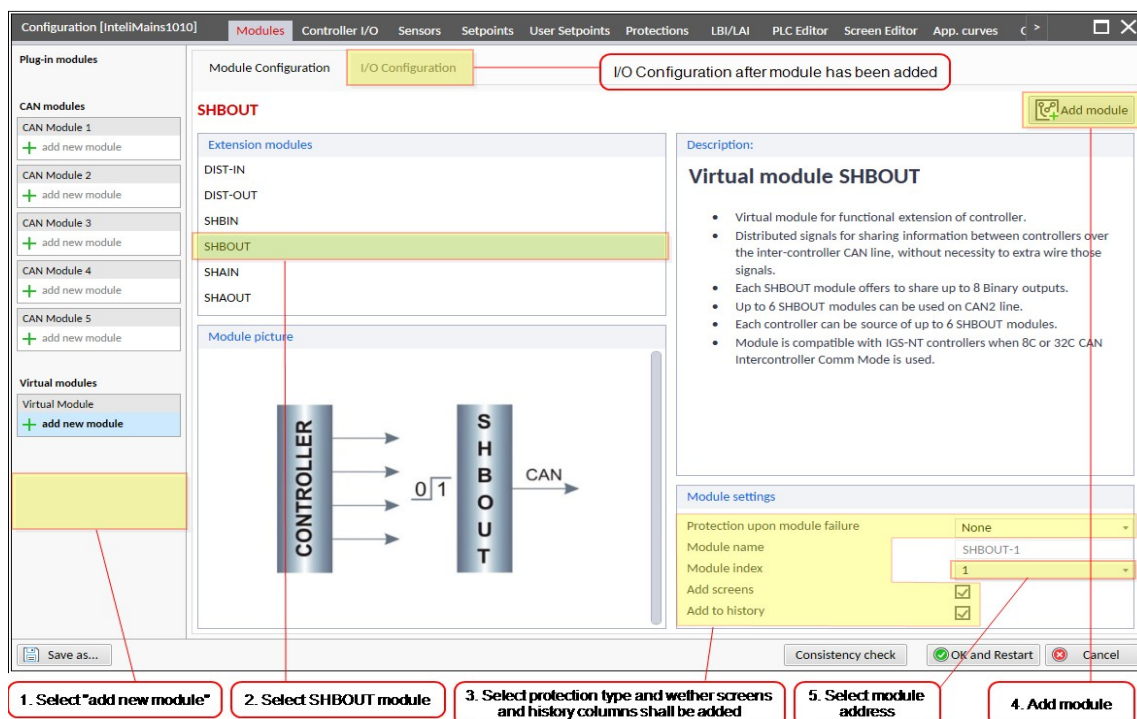 Configuration [InteliMains1010]
Modules Controller I/O Sensors Setpoints User Setpoints Protections LBI/LAI PLC Editor Screen Editor App. curves >
Plug-in modules
Module Configuration I/O Configuration
I/O Configuration after module has been added
CAN modules
CAN Module 1
add new module
CAN Module 2
add new module
CAN Module 3
add new module
CAN Module 4
add new module
CAN Module 5
add new module
Virtual modules
Virtual Module
add new module
SHBOUT
Add module
Extension modules
DIST-IN
DIST-OUT
SHBIN
SHBOUT
SHAIN
SHAOUT
Module picture
CONTROLLER
0 1
SHBOUT
CAN
Description:
Virtual module SHBOUT
• Virtual module for functional extension of controller.
• Distributed signals for sharing information between controllers over
the inter-controller CAN line, without necessity to extra wire those
signals.
• Each SHBOUT module offers to share up to 8 Binary outputs.
• Up to 6 SHBOUT modules can be used on CAN2 line.
• Each controller can be source of up to 6 SHBOUT modules.
• Module is compatible with IGS-NT controllers when 8C or 32C CAN
Intercontroller Comm Mode is used.
Module settings
Protection upon module failure None
Module name SHBOUT-1
Module index 1
Add screens
Add to history
Save as...
Consistency check
OK and Restart
Cancel
1. Select "add new module"
2. Select SHBOUT module
3. Select protection type and wether screens
and history columns shall be added
5. Select module
address
4. Add module